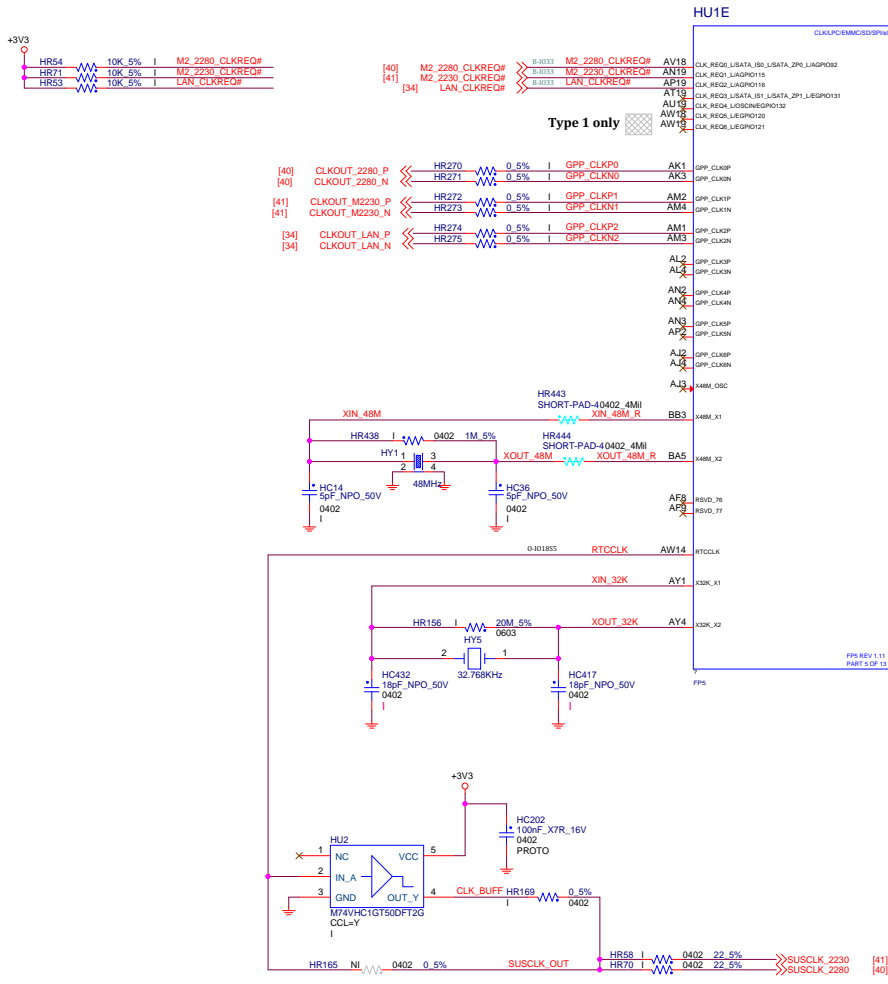 HU1E
CLK/LPC/EMMC/SD/SPI/eS
+3V3
HR54 10K_5% I M2_2280_CLKREQ#
HR71 10K_5% I M2_2230_CLKREQ#
HR53 10K_5% I LAN_CLKREQ#
[40] M2_2280_CLKREQ# B-I033 M2_2280_CLKREQ# AV18 CLK_REQ0_L/SATA_IS0_L/SATA_ZP0_L/AGPIO92
[41] M2_2230_CLKREQ# B-I033 M2_2230_CLKREQ# AN19 CLK_REQ1_L/AGPIO115
[34] LAN_CLKREQ# B-I033 LAN_CLKREQ# AP19 CLK_REQ2_L/AGPIO116
AT19 CLK_REQ3_L/SATA_IS1_L/SATA_ZP1_L/EGPIO131
AU19 CLK_REQ4_L/OSCIN/EGPIO132
AW18 CLK_REQ5_L/EGPIO120
AW19 CLK_REQ6_L/EGPIO121
Type 1 only
[40] CLKOUT_2280_P HR270 0_5% I GPP_CLKP0 AK1 GPP_CLK0P
[40] CLKOUT_2280_N HR271 0_5% I GPP_CLKN0 AK3 GPP_CLK0N
[41] CLKOUT_M2230_P HR272 0_5% I GPP_CLKP1 AM2 GPP_CLK1P
[41] CLKOUT_M2230_N HR273 0_5% I GPP_CLKN1 AM4 GPP_CLK1N
[34] CLKOUT_LAN_P HR274 0_5% I GPP_CLKP2 AM1 GPP_CLK2P
[34] CLKOUT_LAN_N HR275 0_5% I GPP_CLKN2 AM3 GPP_CLK2N
AL2 GPP_CLK3P
AL4 GPP_CLK3N
AN2 GPP_CLK4P
AN4 GPP_CLK4N
AN3 GPP_CLK5P
AP2 GPP_CLK5N
AJ2 GPP_CLK6P
AJ4 GPP_CLK6N
AJ3 X48M_OSC
HR443
SHORT-PAD-40402_4Mil
XIN_48M XIN_48M_R BB3 X48M_X1
HR438 I 0402 1M_5%
HR444
SHORT-PAD-40402_4Mil
HY1 1 3 XOUT_48M XOUT_48M_R BA5 X48M_X2
2 4
48MHz
HC14
5pF_NPO_50V
0402
I
HC36
5pF_NPO_50V
0402
I
AF8 RSVD_76
AF9 RSVD_77
O-IO18S5 RTCCLK AW14 RTCCLK
XIN_32K AY1 X32K_X1
HR156 I 20M_5% XOUT_32K AY4 X32K_X2
0603
HY5
2 1
32.768KHz
HC432
18pF_NPO_50V
0402
I
HC417
18pF_NPO_50V
0402
I
FP5 REV 1.11
PART 5 OF 13
FP5
+3V3
HC202
100nF_X7R_16V
0402
PROTO
HU2
1 NC VCC 5
2 IN_A
3 GND OUT_Y 4 CLK_BUFF HR169 0_5%
I 0402
M74VHC1GT50DFT2G
CCL=Y
I
HR165 NI 0402 0_5% SUSCLK_OUT
HR58 I 0402 22_5% SUSCLK_2230 [41]
HR70 I 0402 22_5% SUSCLK_2280 [40]